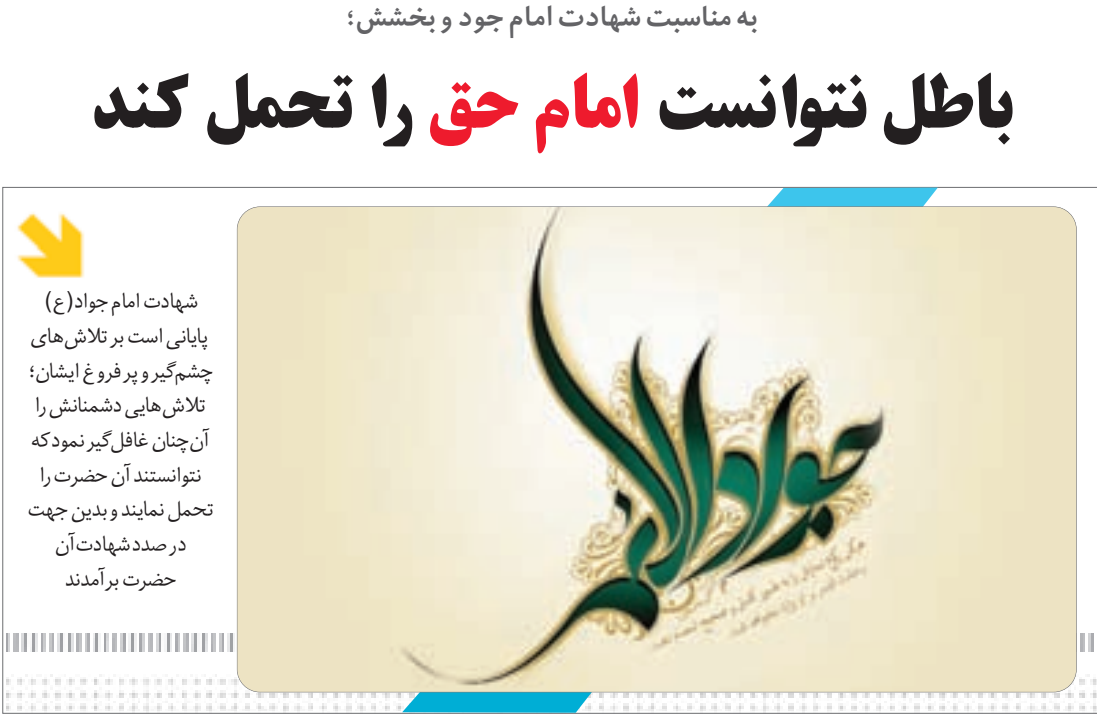 به مناسبت شهادت امام جود و بخشش؛
باطل نتوانست امام حق را تحمل کند
شهادت امام جواد(ع)
پایانی است بر تلاش‌های
چشم‌گیر و پر فروغ ایشان؛
تلاش‌هایی دشمنانش را
آن‌چنان غافل‌گیر نمود که
نتوانستند آن حضرت را
تحمل نمایند و بدین جهت
در صدد شهادت آن
حضرت بر آمدند
جواد الائمه